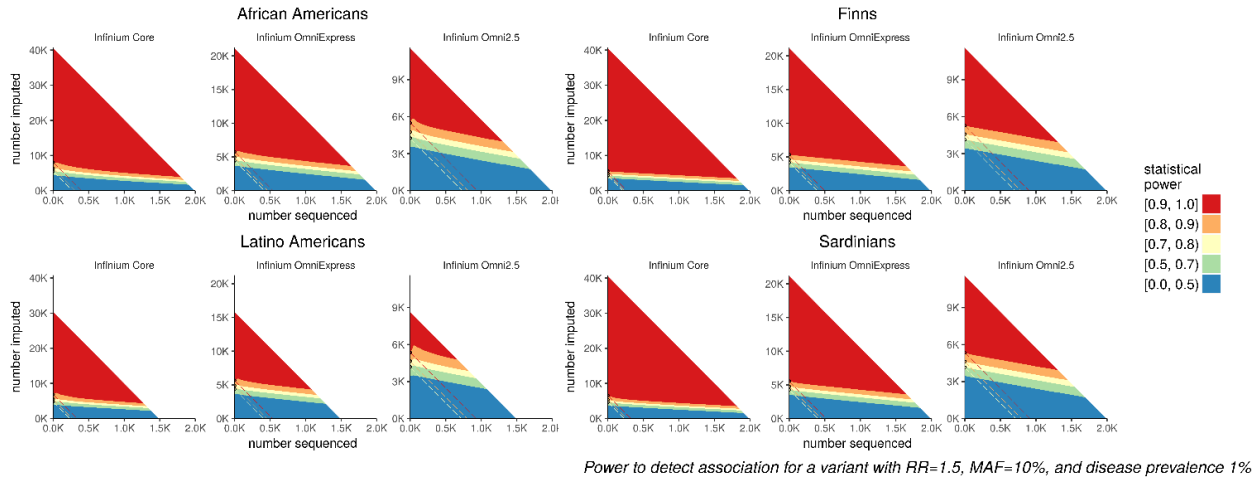 African Americans
Finns
Infinium Core
Infinium OmniExpress
Infinium Omni2.5
Infinium Core
Infinium OmniExpress
Infinium Omni2.5
number imputed
40K
30K
20K
10K
0K
20K
15K
10K
5K
0K
9K
6K
3K
0K
number imputed
40K
30K
20K
10K
0K
20K
15K
10K
5K
0K
9K
6K
3K
0K
0.0K 0.5K 1.0K 1.5K 2.0K
0.0K 0.5K 1.0K 1.5K 2.0K
0.0K 0.5K 1.0K 1.5K 2.0K
0.0K 0.5K 1.0K 1.5K 2.0K
0.0K 0.5K 1.0K 1.5K 2.0K
0.0K 0.5K 1.0K 1.5K 2.0K
number sequenced
number sequenced
statistical
power
[0.9, 1.0]
[0.8, 0.9)
[0.7, 0.8)
[0.5, 0.7)
[0.0, 0.5)
Latino Americans
Sardinians
Infinium Core
Infinium OmniExpress
Infinium Omni2.5
Infinium Core
Infinium OmniExpress
Infinium Omni2.5
number imputed
40K
30K
20K
10K
0K
20K
15K
10K
5K
0K
9K
6K
3K
0K
number imputed
40K
30K
20K
10K
0K
20K
15K
10K
5K
0K
9K
6K
3K
0K
0.0K 0.5K 1.0K 1.5K 2.0K
0.0K 0.5K 1.0K 1.5K 2.0K
0.0K 0.5K 1.0K 1.5K 2.0K
0.0K 0.5K 1.0K 1.5K 2.0K
0.0K 0.5K 1.0K 1.5K 2.0K
0.0K 0.5K 1.0K 1.5K 2.0K
number sequenced
number sequenced
Power to detect association for a variant with RR=1.5, MAF=10%, and disease prevalence 1%